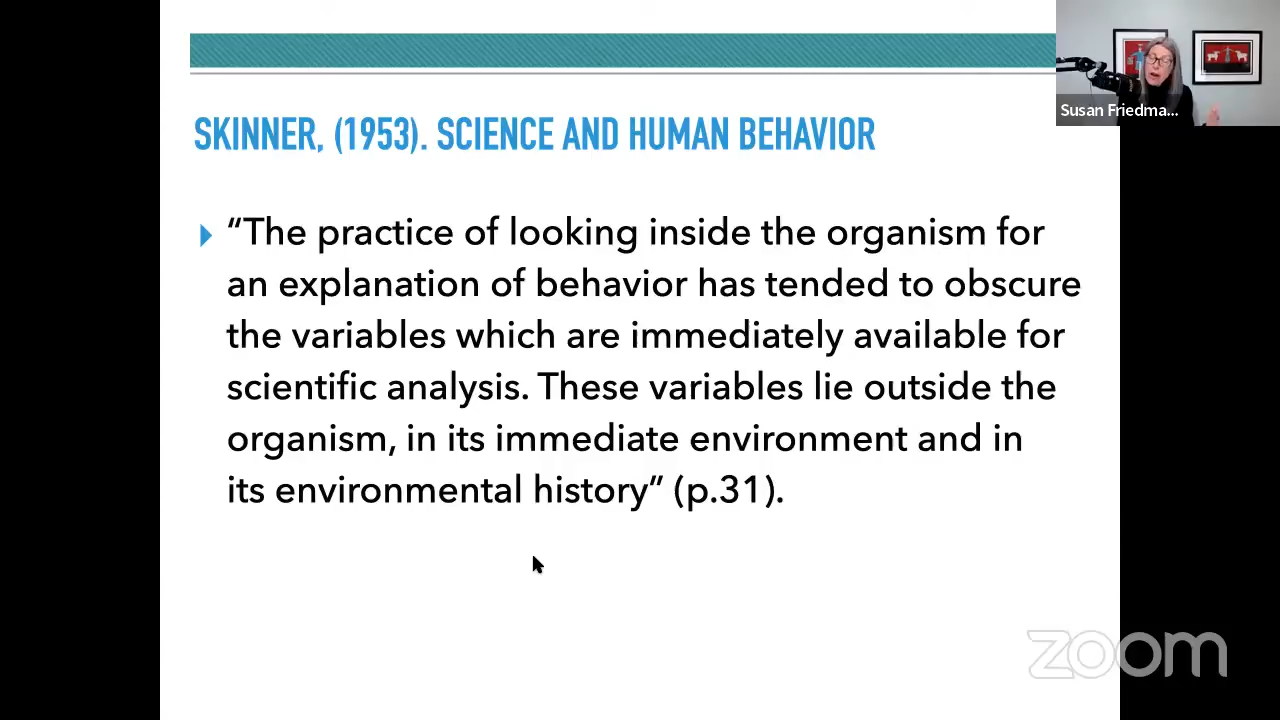 SKINNER, (1953). SCIENCE AND HUMAN BEHAVIOR
Susan Friedma...
“The practice of looking inside the organism for
an explanation of behavior has tended to obscure
the variables which are immediately available for
scientific analysis. These variables lie outside the
organism, in its immediate environment and in
its environmental history” (p.31).
zoom